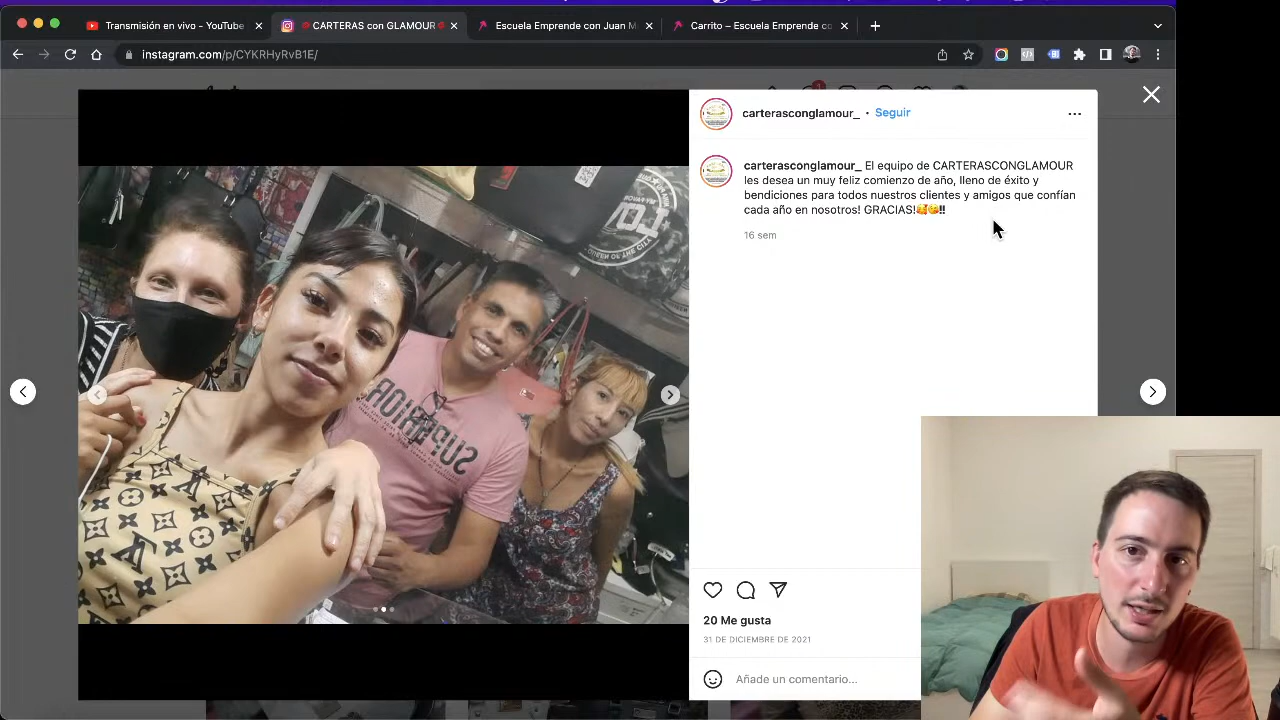 Transmisión en vivo - YouTube
CARTERAS con GLAMOUR
Escuela Emprende con Juan M
Carrito – Escuela Emprende co
instagram.com/p/CYKRHyRvB1E/
carterasconglamour_ • Seguir
carterasconglamour_ El equipo de CARTERASCONGLAMOUR
les desea un muy feliz comienzo de año, lleno de éxito y
bendiciones para todos nuestros clientes y amigos que confían
cada año en nosotros! GRACIAS!🥰😘‼️
16 sem
SUPERIOR
20 Me gusta
31 DE DICIEMBRE DE 2021
Añade un comentario...